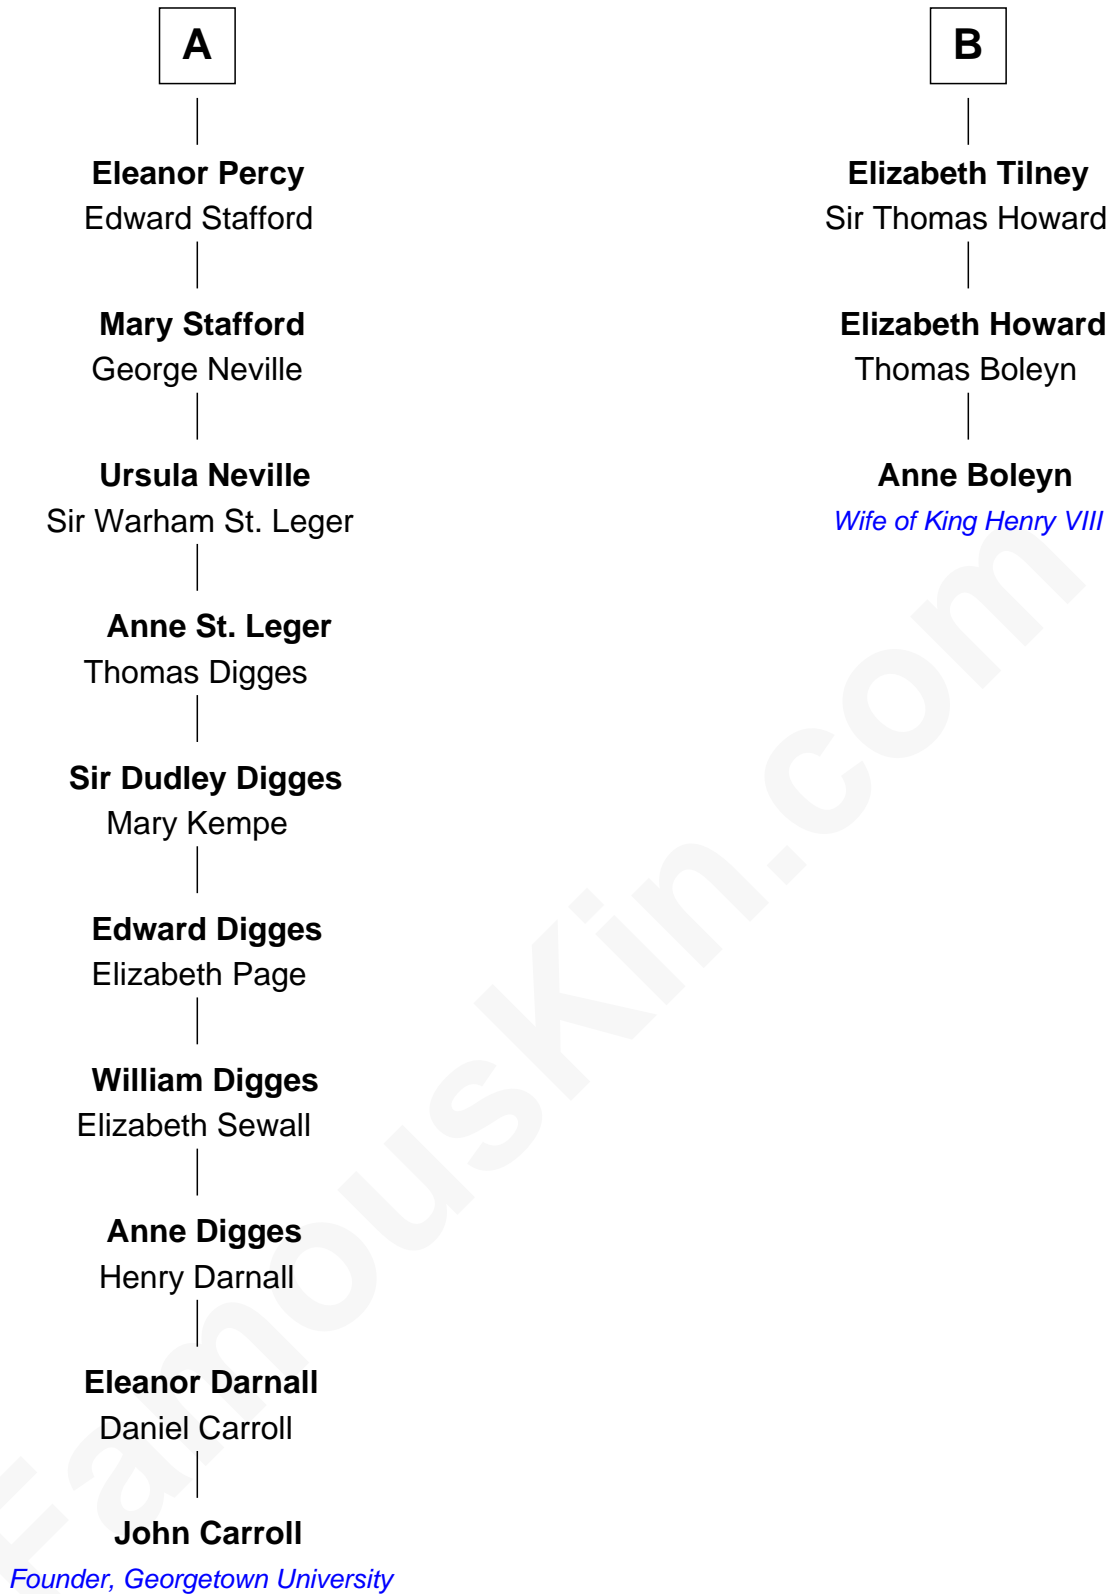 A
Eleanor Percy
Edward Stafford
Mary Stafford
George Neville
Ursula Neville
Sir Warham St. Leger
Anne St. Leger
Thomas Digges
Sir Dudley Digges
Mary Kempe
Edward Digges
Elizabeth Page
William Digges
Elizabeth Sewall
Anne Digges
Henry Darnall
Eleanor Darnall
Daniel Carroll
John Carroll
Founder, Georgetown University
B
Elizabeth Tilney
Sir Thomas Howard
Elizabeth Howard
Thomas Boleyn
Anne Boleyn
Wife of King Henry VIII
FamousKin.com